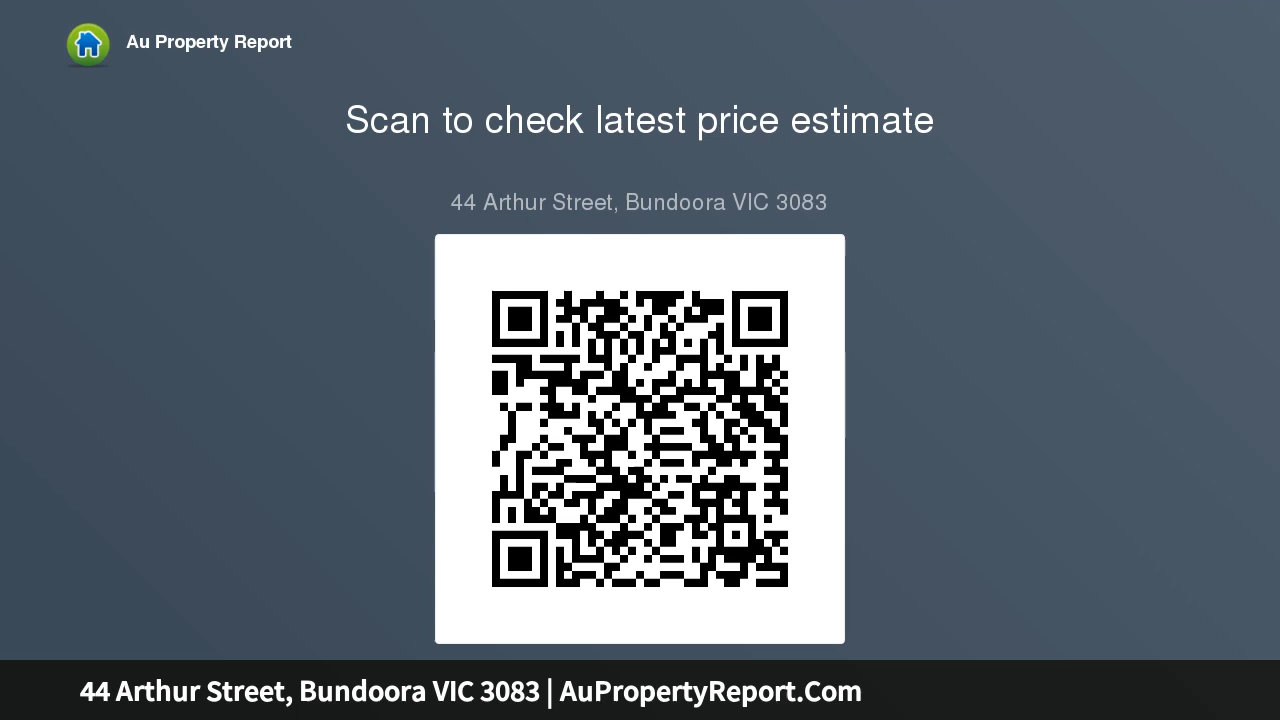 Au Property Report
Scan to check latest price estimate
44 Arthur Street, Bundoora VIC 3083
44 Arthur Street, Bundoora VIC 3083 | AuPropertyReport.Com